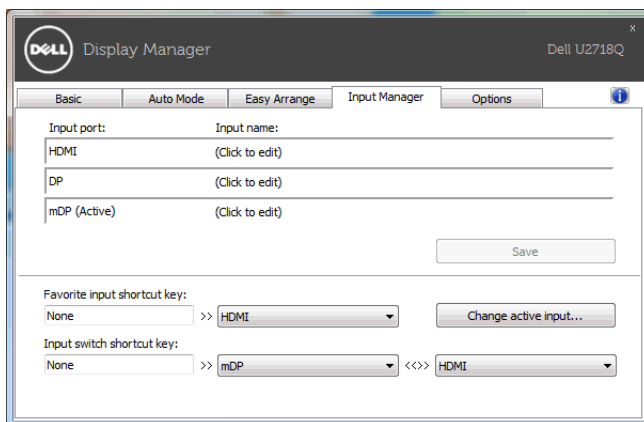 x
DELL Display Manager Dell U2718Q
Basic Auto Mode Easy Arrange Input Manager Options i
Input port: Input name:
HDMI (Click to edit)
DP (Click to edit)
mDP (Active) (Click to edit)
Save
Favorite input shortcut key:
None >> HDMI Change active input...
Input switch shortcut key:
None >> mDP <<>> HDMI